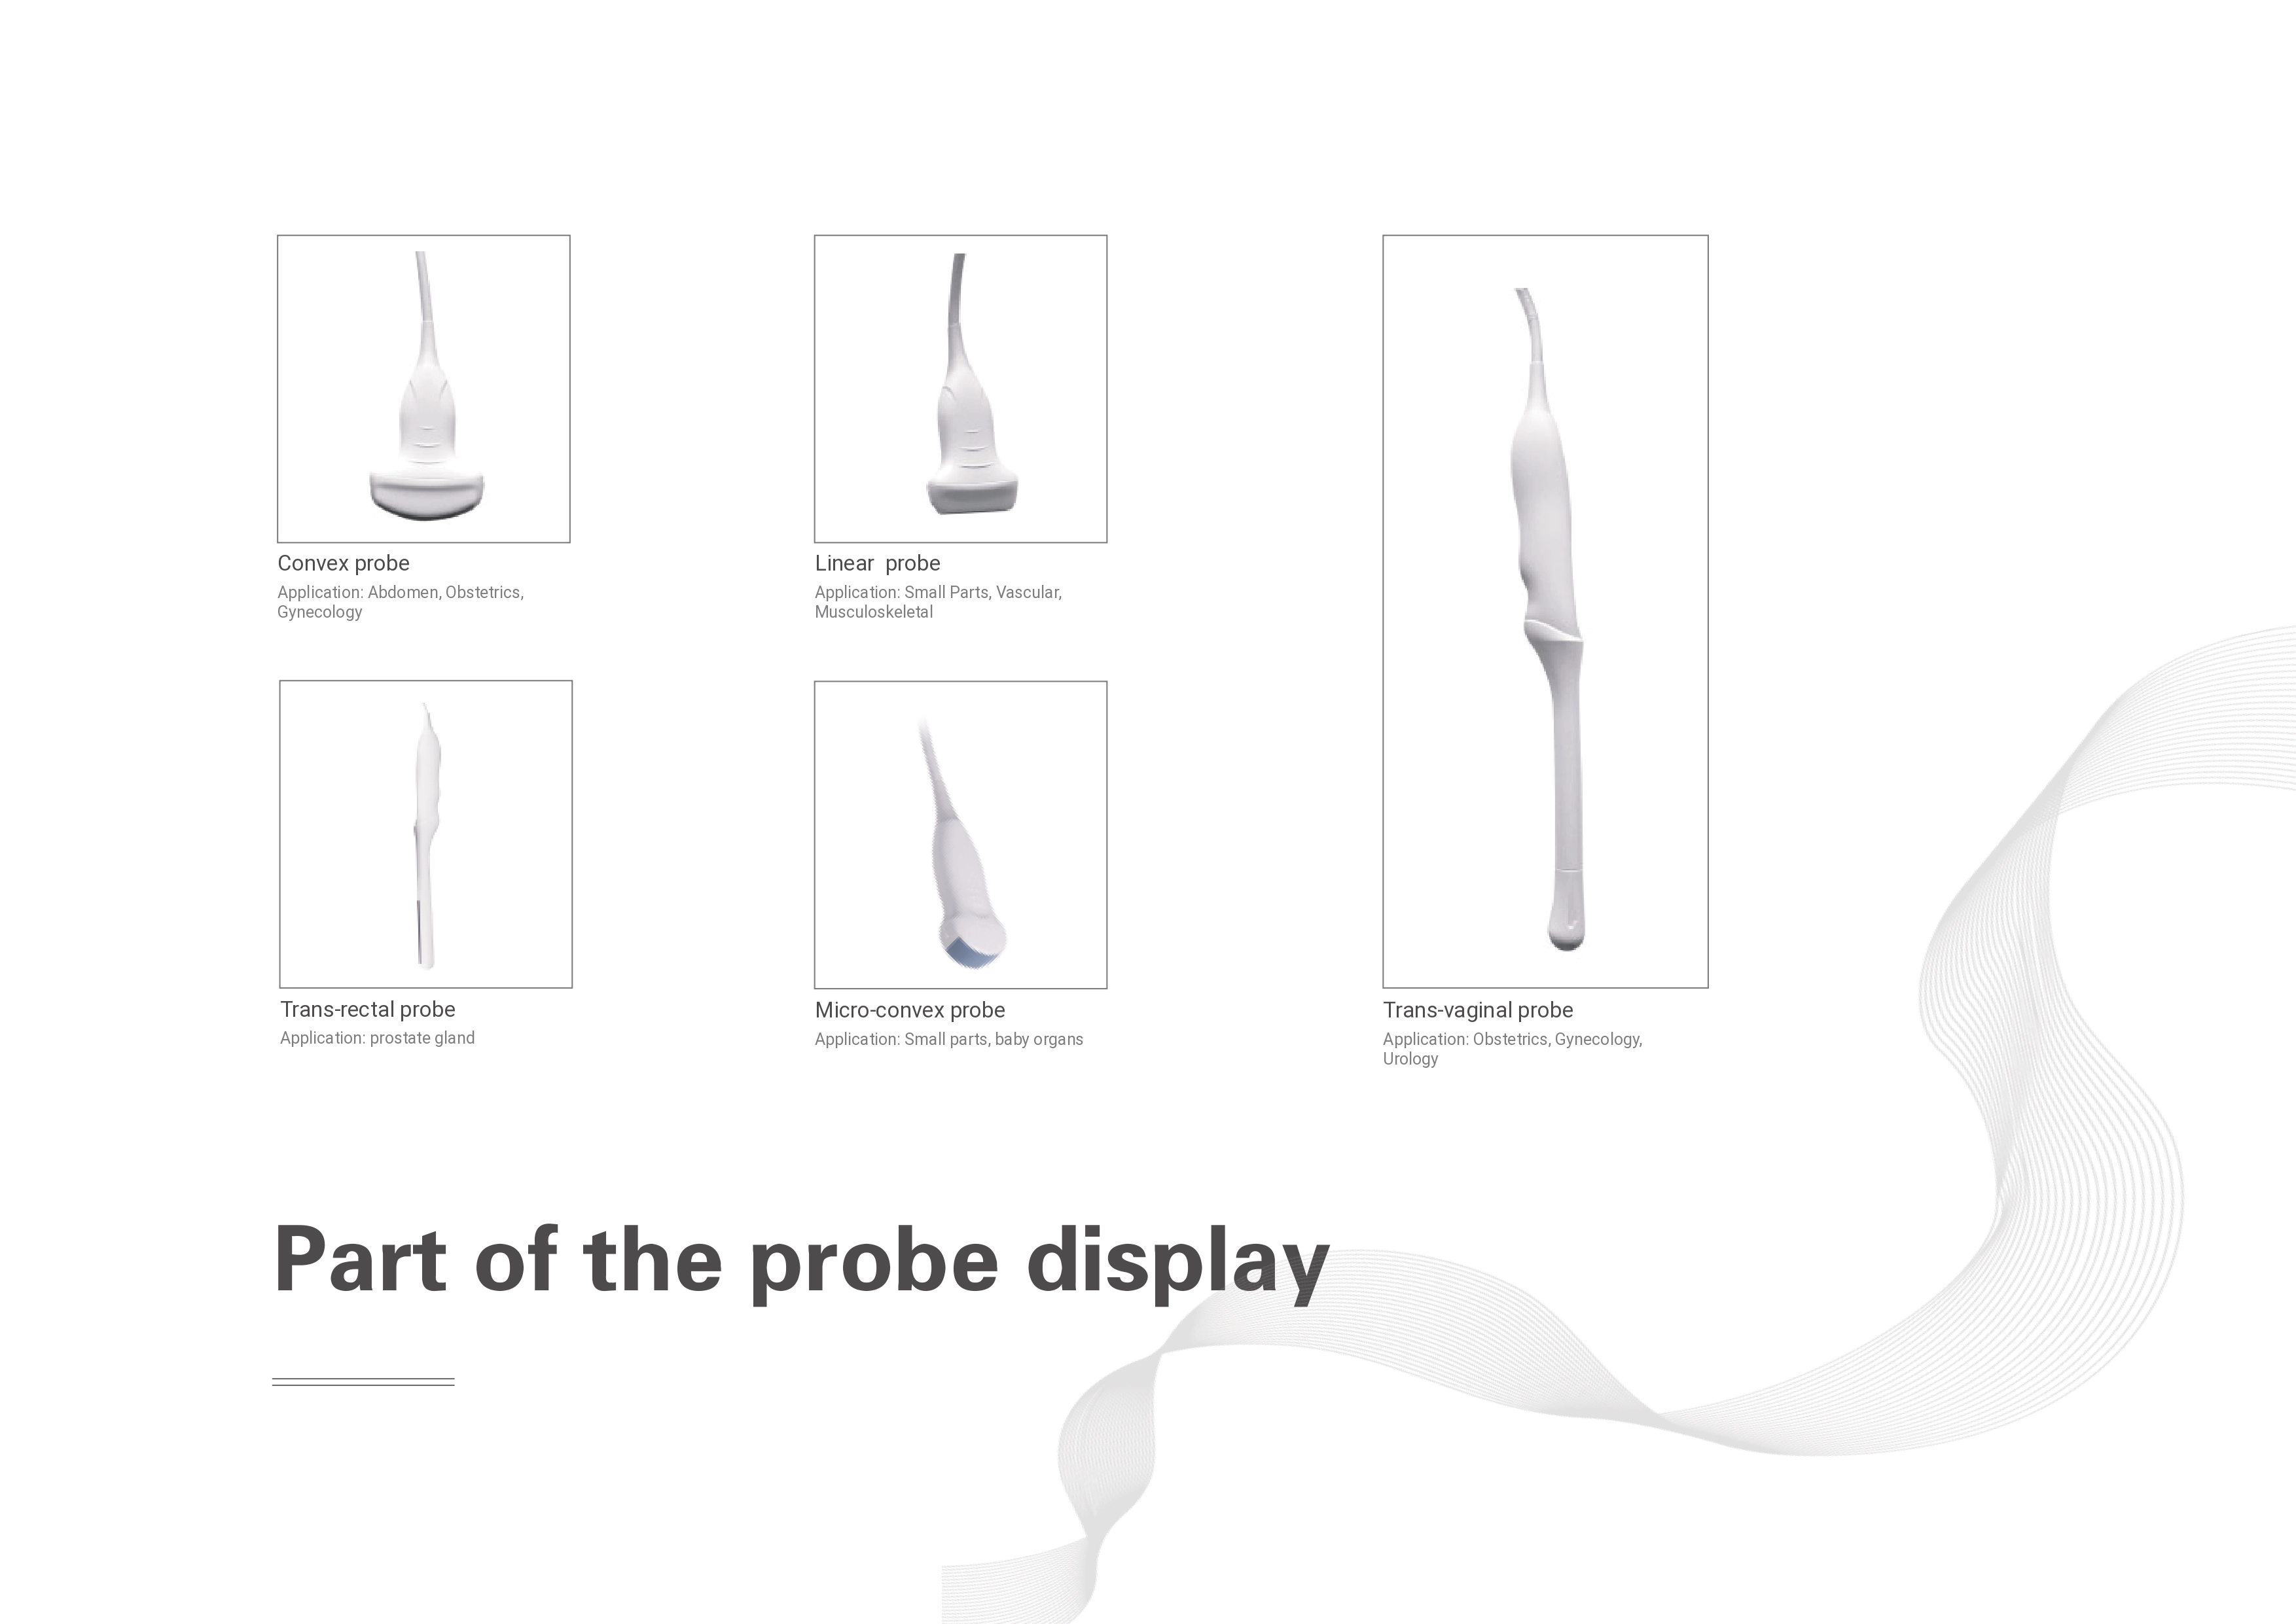 Convex probe
Application: Abdomen, Obstetrics,
Gynecology
Linear  probe
Application: Small Parts, Vascular,
Musculoskeletal
Trans-rectal probe
Application: prostate gland
Micro-convex probe
Application: Small parts, baby organs
Trans-vaginal probe
Application: Obstetrics, Gynecology,
Urology
Part of the probe display